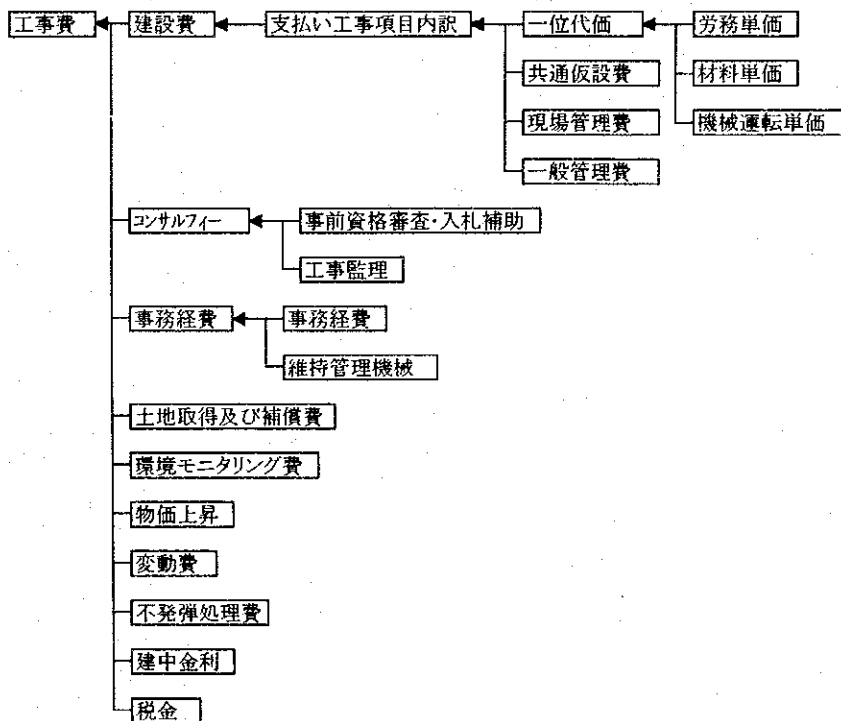 工事費 建設費 支払い工事項目内訳 一位代価 労務単価
共通仮設費 材料単価
現場管理費 機械運転単価
一般管理費
コンサルフィー 事前資格審査・入札補助
工事監理
事務経費 事務経費
維持管理機械
土地取得及び補償費
環境モニタリング費
物価上昇
変動費
不発弾処理費
建中金利
税金